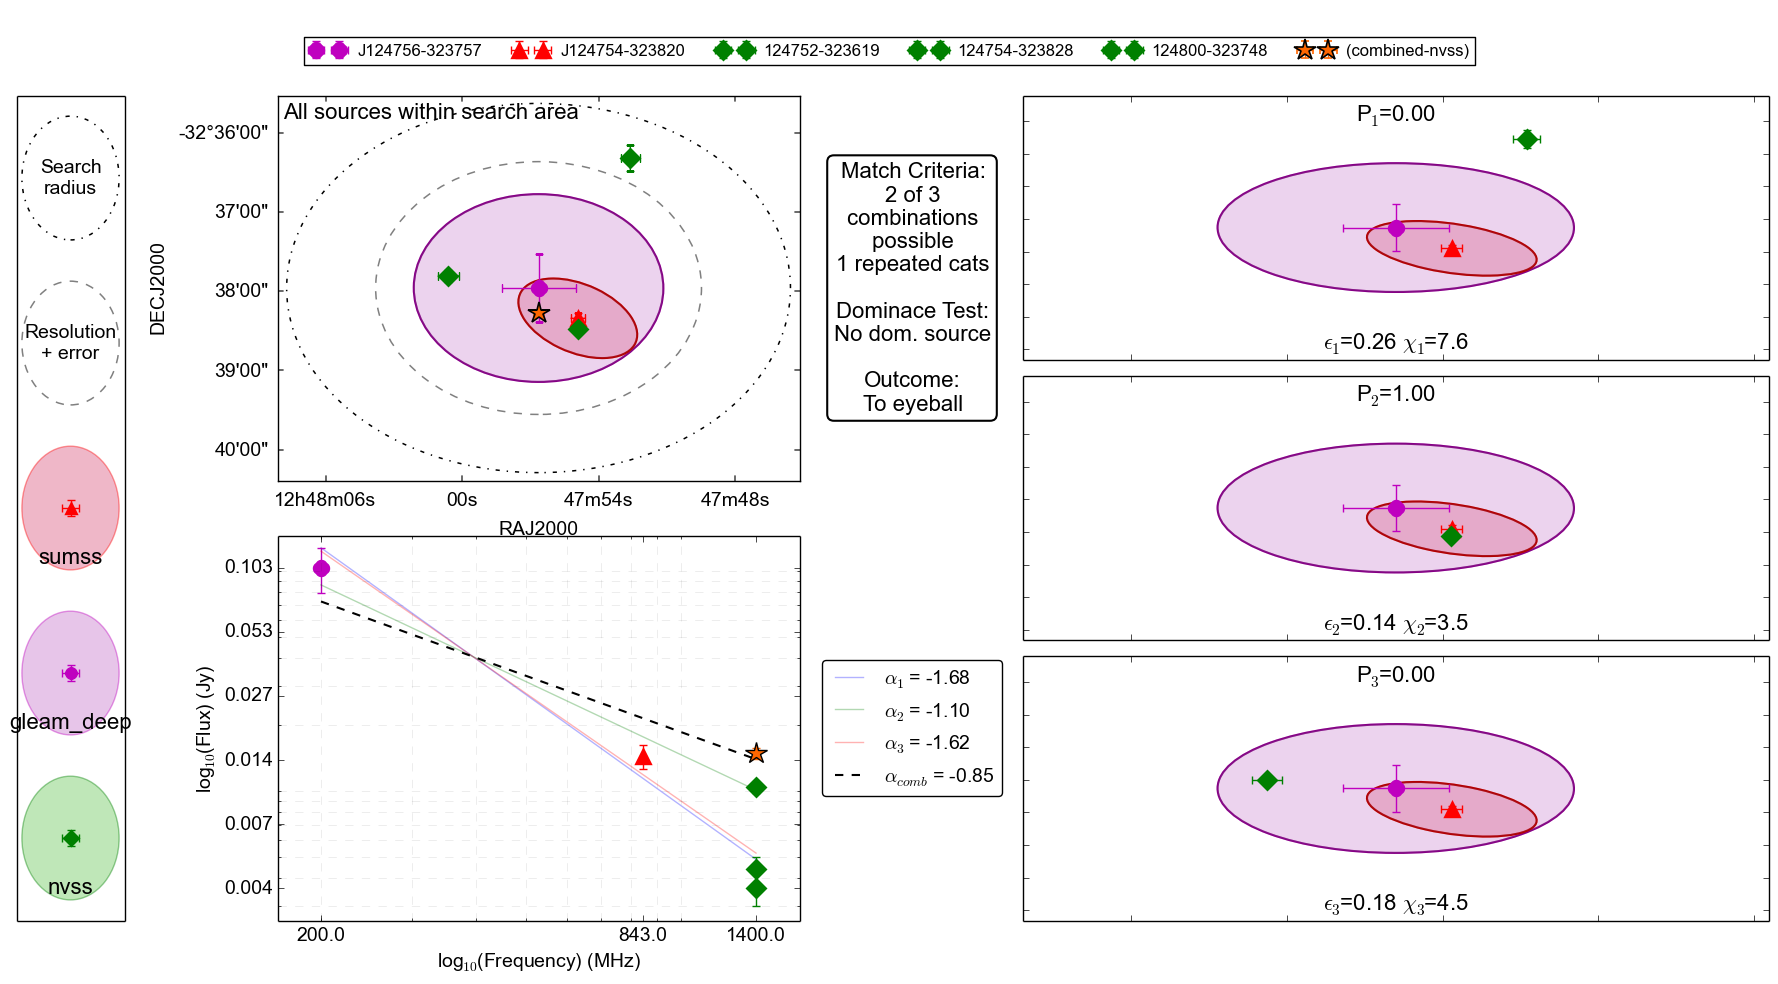 J124756-323757 J124754-323820 124752-323619 124754-323828 124800-323748 (combined-nvss)
Search
radius
Resolution
+ error
sumss
gleam_deep
nvss
All sources within search area
DECJ2000
-32°36'00"
37'00"
38'00"
39'00"
40'00"
12h48m06s 00s 47m54s 47m48s
RAJ2000
log10(Flux) (Jy)
0.103
0.053
0.027
0.014
0.007
0.004
200.0 843.0 1400.0
log10(Frequency) (MHz)
Match Criteria:
2 of 3
combinations
possible
1 repeated cats
Dominace Test:
No dom. source
Outcome:
To eyeball
α1 = -1.68
α2 = -1.10
α3 = -1.62
αcomb = -0.85
P1=0.00
ϵ1=0.26 χ1=7.6
P2=1.00
ϵ2=0.14 χ2=3.5
P3=0.00
ϵ3=0.18 χ3=4.5